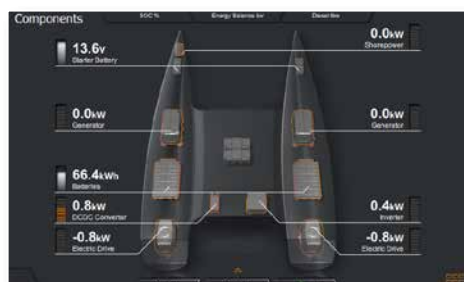 Components
SOC %
Energy Balance kW
Diesel litre
13.6v
Starter Battery
0.0kW
Shorepower
0.0kW
Generator
0.0kW
Generator
66.4kWh
Batteries
0.8kW
DCDC Converter
0.4kW
Inverter
-0.8kW
Electric Drive
-0.8kW
Electric Drive